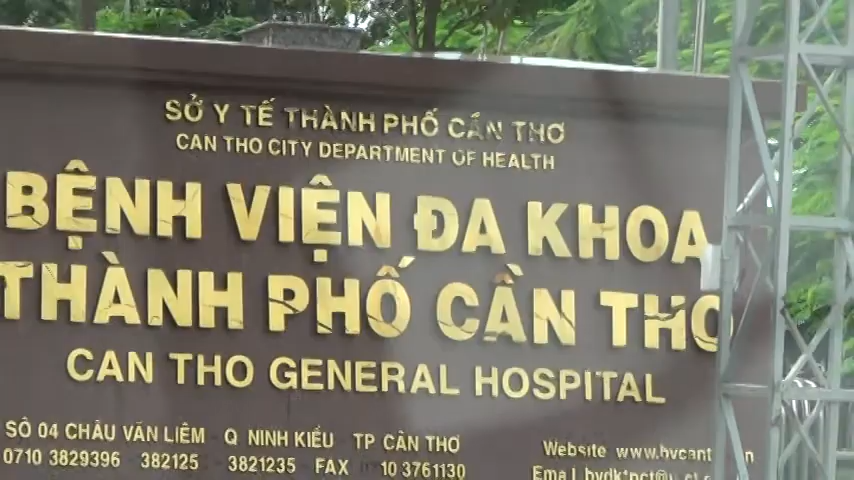 SỞ Y TẾ THÀNH PHỐ CẦN THƠ
CAN THO CITY DEPARTMENT OF HEALTH
BỆNH VIỆN ĐA KHOA
THÀNH PHỐ CẦN THƠ
CAN THO GENERAL HOSPITAL
SỐ 04 CHÂU VĂN LIÊM Q NINH KIỀU TP CẦN THƠ
0710 3829396 382125 3821235 FAX 10 3761130
Website